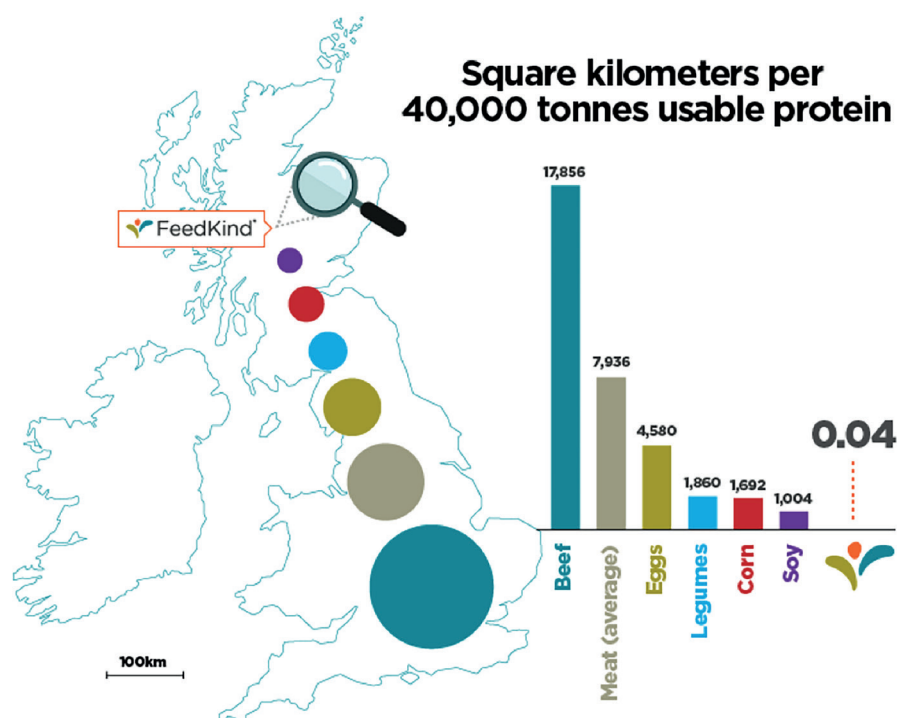 Square kilometers per
40,000 tonnes usable protein
FeedKind®
17,856
7,936
4,580
1,860
1,692
1,004
0.04
Beef
Meat (average)
Eggs
Legumes
Corn
Soy
100km